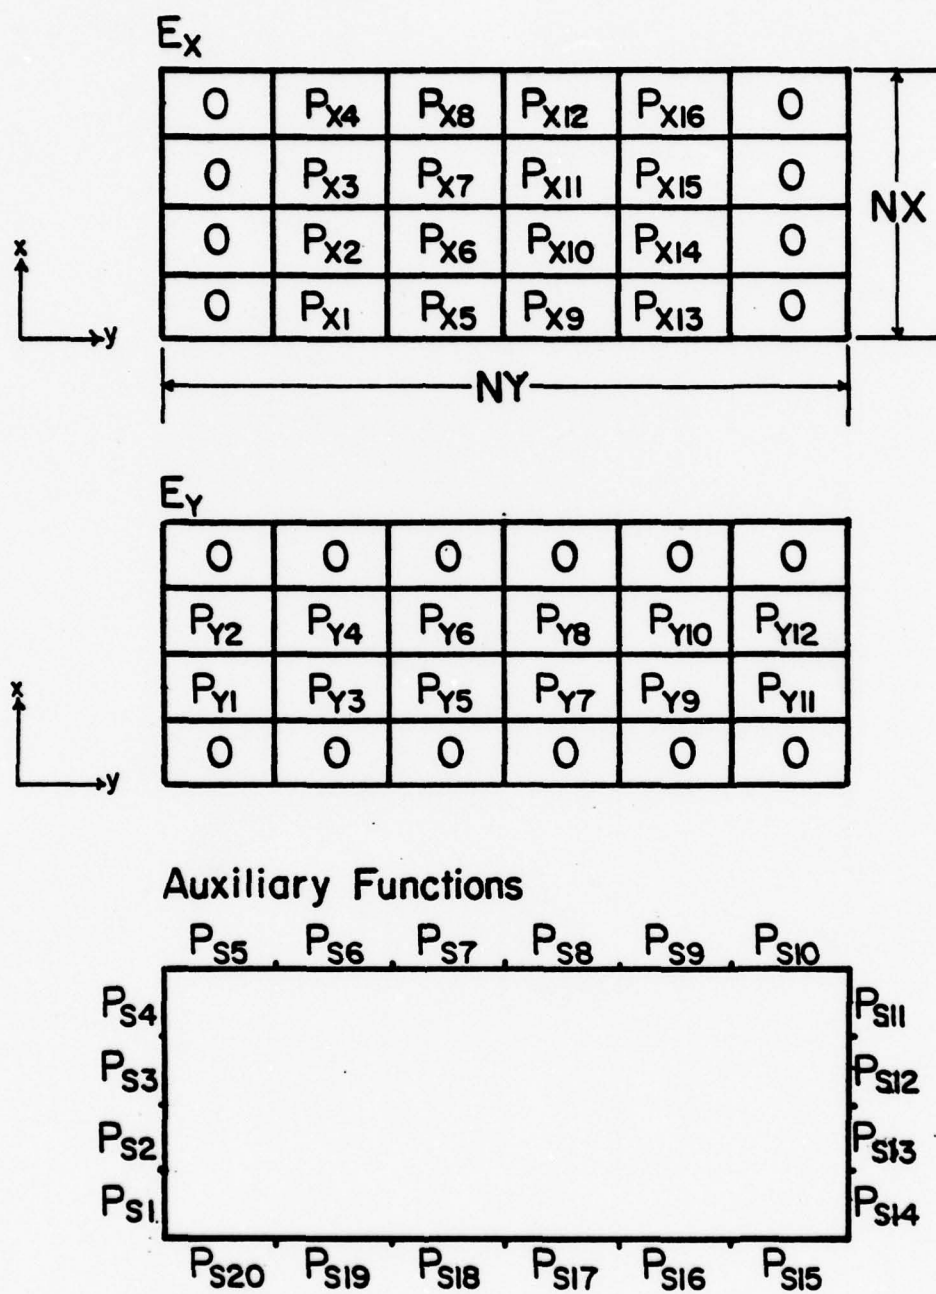 E_X
0 P_X4 P_X8 P_X12 P_X16 0
0 P_X3 P_X7 P_X11 P_X15 0
NX
0 P_X2 P_X6 P_X10 P_X14 0
x
0 P_X1 P_X5 P_X9 P_X13 0
y
NY
E_Y
0 0 0 0 0 0
P_Y2 P_Y4 P_Y6 P_Y8 P_Y10 P_Y12
x
P_Y1 P_Y3 P_Y5 P_Y7 P_Y9 P_Y11
0 0 0 0 0 0
y
Auxiliary Functions
P_S5 P_S6 P_S7 P_S8 P_S9 P_S10
P_S4 P_S11
P_S3 P_S12
P_S2 P_S13
P_S1 P_S14
P_S20 P_S19 P_S18 P_S17 P_S16 P_S15